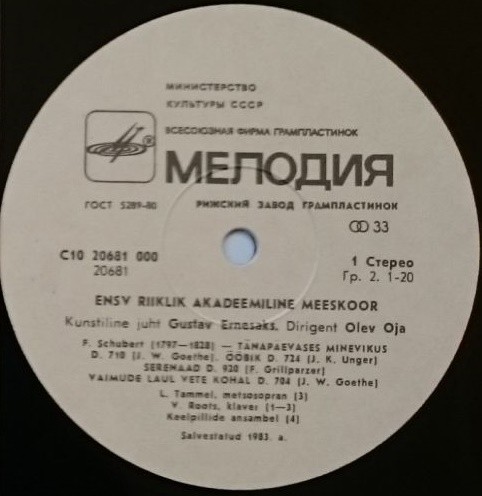 МИНИСТЕРСТВО
КУЛЬТУРЫ СССР
ВСЕСОЮЗНАЯ ФИРМА ГРАМПЛАСТИНОК
®
МЕЛОДИЯ
ГОСТ 5289-80 РИЖСКИЙ ЗАВОД ГРАМПЛАСТИНОК
33
С10 20681 000 1 Стерео
20681 Гр. 2. 1-20
ENSV RIIKLIK AKADEEMILINE MEESKOOR
Kunstiline juht Gustav Ernesaks, Dirigent Olev Oja
F. Schubert (1797—1828) — TÄNAPAEVASES MINEVIKUS
D. 710 (J. W. Goethe). ÖÖBIK D. 724 (J. K. Unger)
SERENAAD D. 920 (F. Grillparzer)
VAIMUDE LAUL VETE KOHAL D. 704 (J. W. Goethe)
L. Tammel, metsosopran (3)
V. Roots, klaver (1—3)
Keelpillide ansambel (4)
Salvestatud 1983. a.